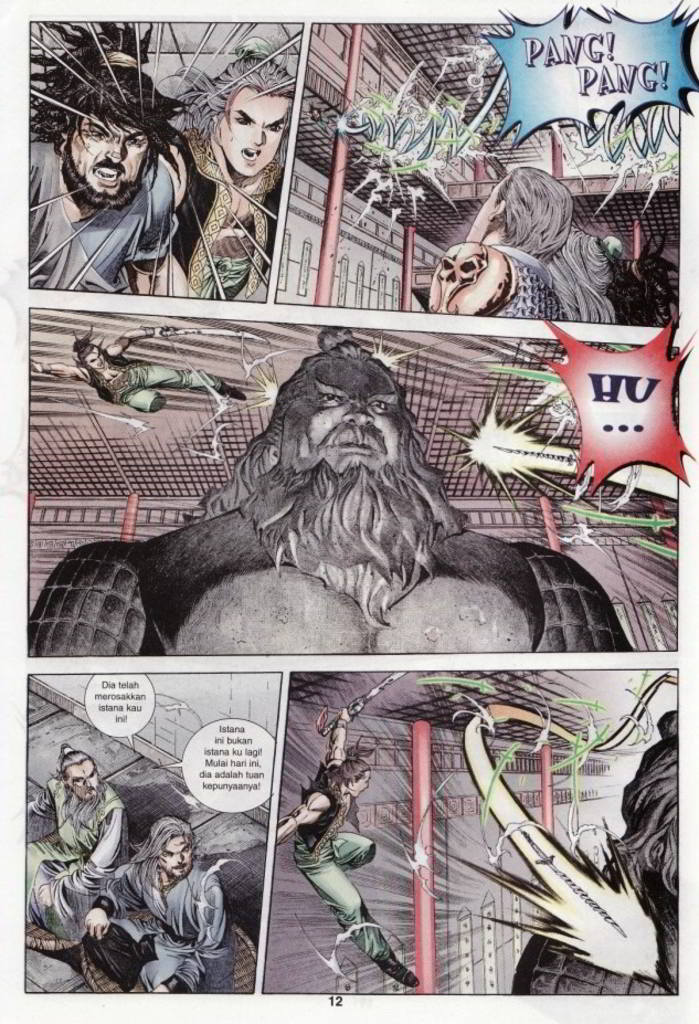 PANG!
PANG!
HU
...
Dia telah
merosakkan
istana kau
ini!
Istana
ini bukan
istana ku lagi!
Mulai hari ini,
dia adalah tuan
kepunyaanya!
12